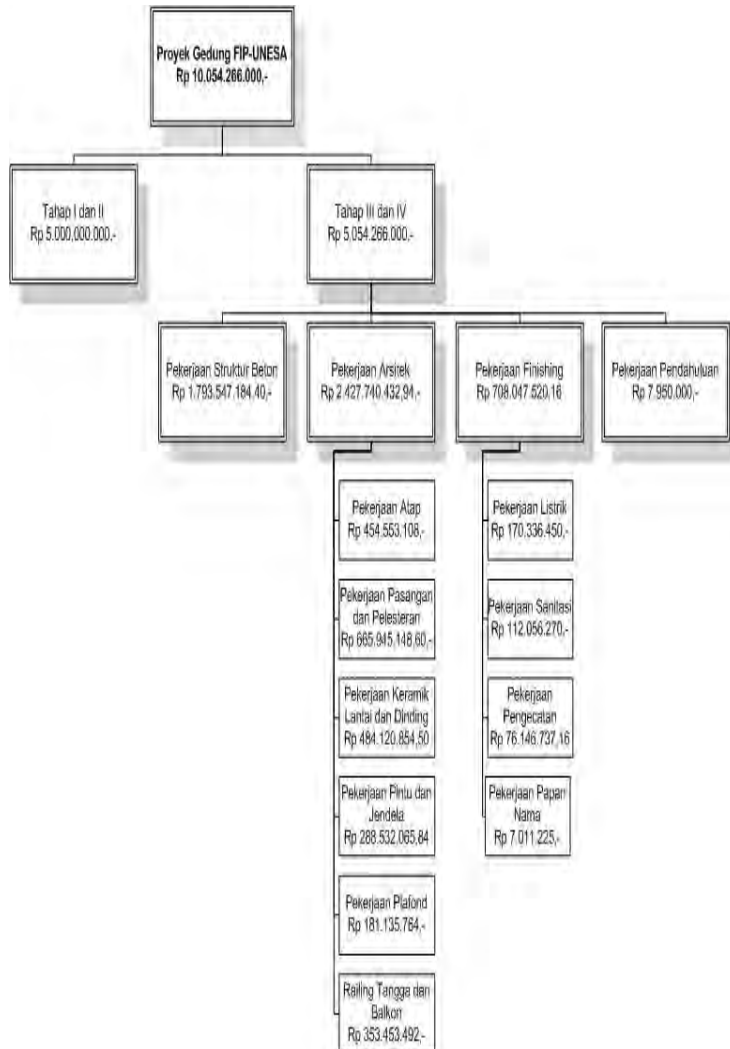 Proyek Gedung FIP-UNESA
Rp 10.054.266.000,-
Tahap I dan II
Rp 5.000.000.000,-
Tahap III dan IV
Rp 5.054.266.000,-
Pekerjaan Struktur Beton
Rp 1.793.547.184,40,-
Pekerjaan Arsitek
Rp 2.427.740.432,94,-
Pekerjaan Finishing
Rp 708.047.520,16
Pekerjaan Pendahuluan
Rp 7.950.000,-
Pekerjaan Atap
Rp 454.553.108,-
Pekerjaan Pasangan
dan Pelesteran
Rp 665.945.148,60,-
Pekerjaan Keramik
Lantai dan Dinding
Rp 484.120.854,50
Pekerjaan Pintu dan
Jendela
Rp 288.532.065,84
Pekerjaan Plafond
Rp 181.135.764,-
Railing Tangga dan
Balkon
Rp 353.453.492,-
Pekerjaan Listrik
Rp 170.336.450,-
Pekerjaan Sanitasi
Rp 112.056.270,-
Pekerjaan
Pengecatan
Rp 76.146.737,16
Pekerjaan Papan
Nama
Rp 7.011.225,-